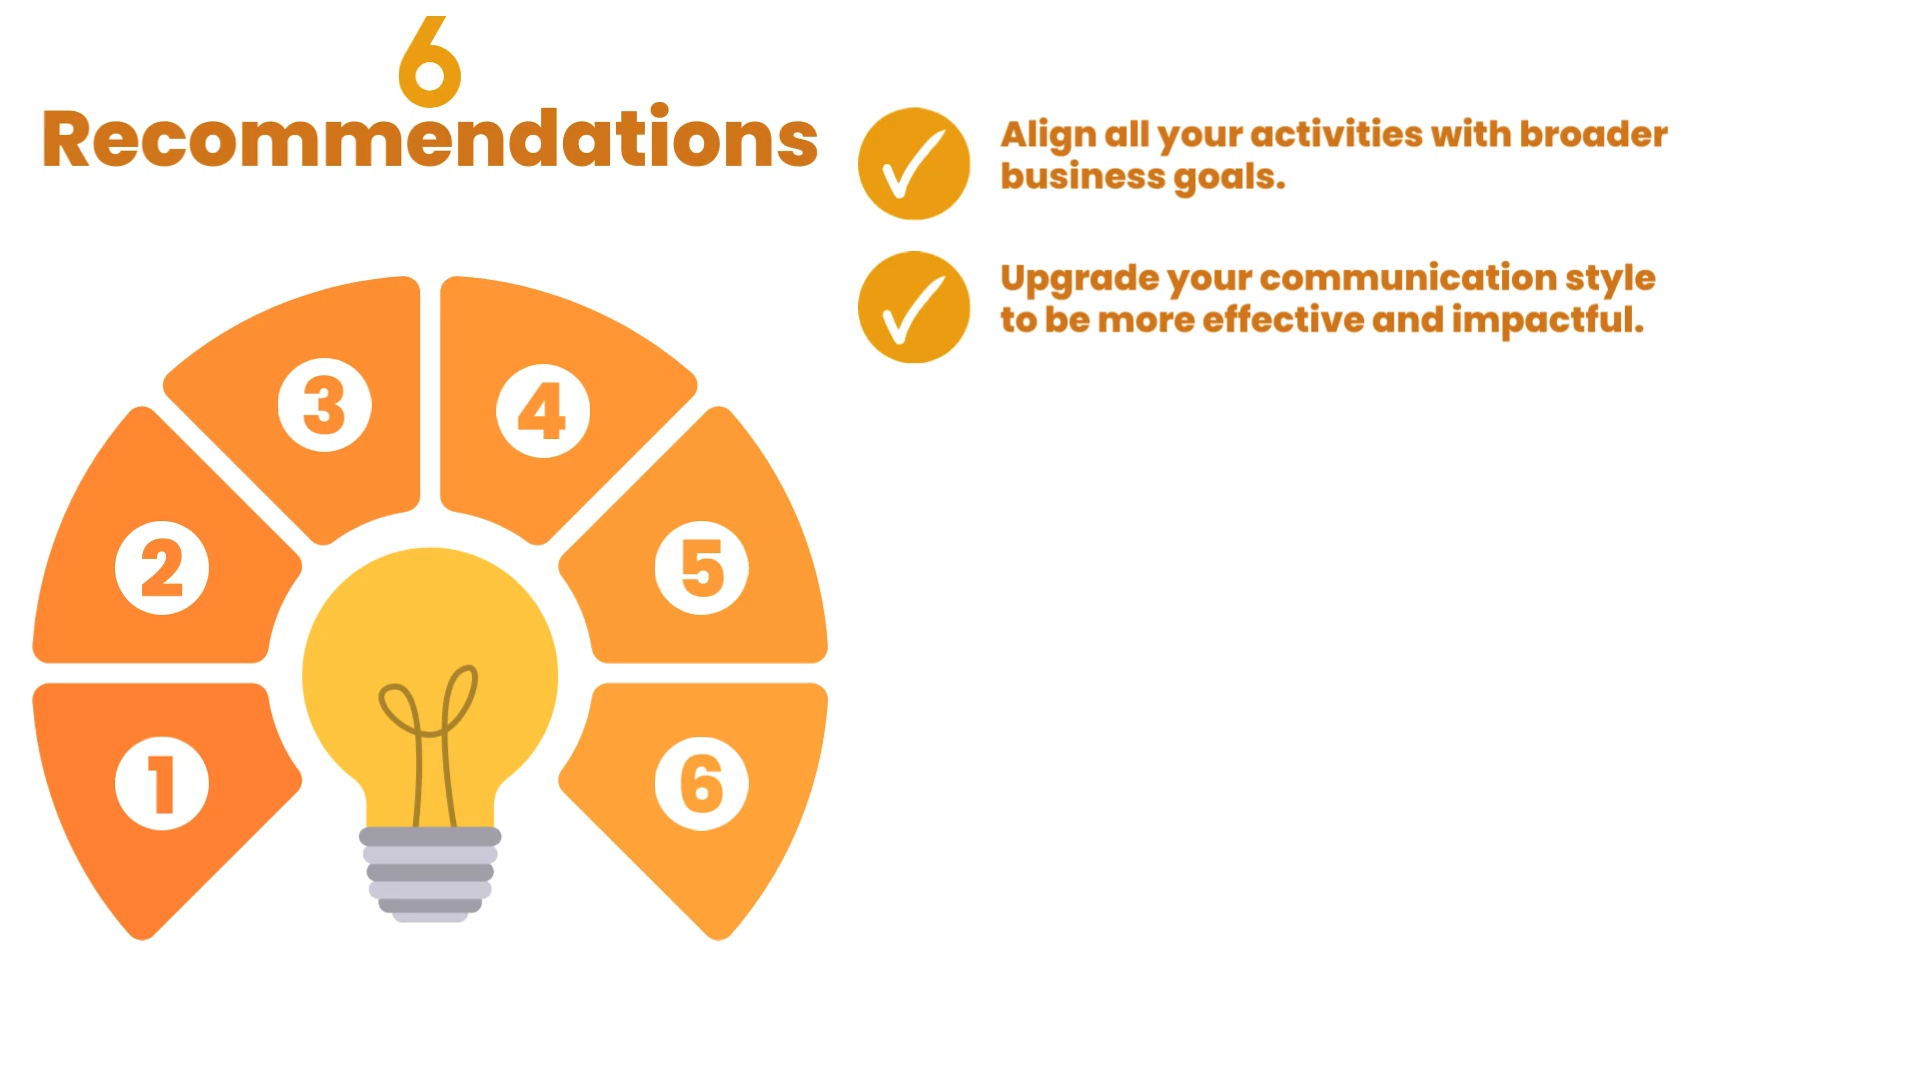 6
Recommendations
Align all your activities with broader
business goals.
Upgrade your communication style
to be more effective and impactful.
3
4
2
5
1
6